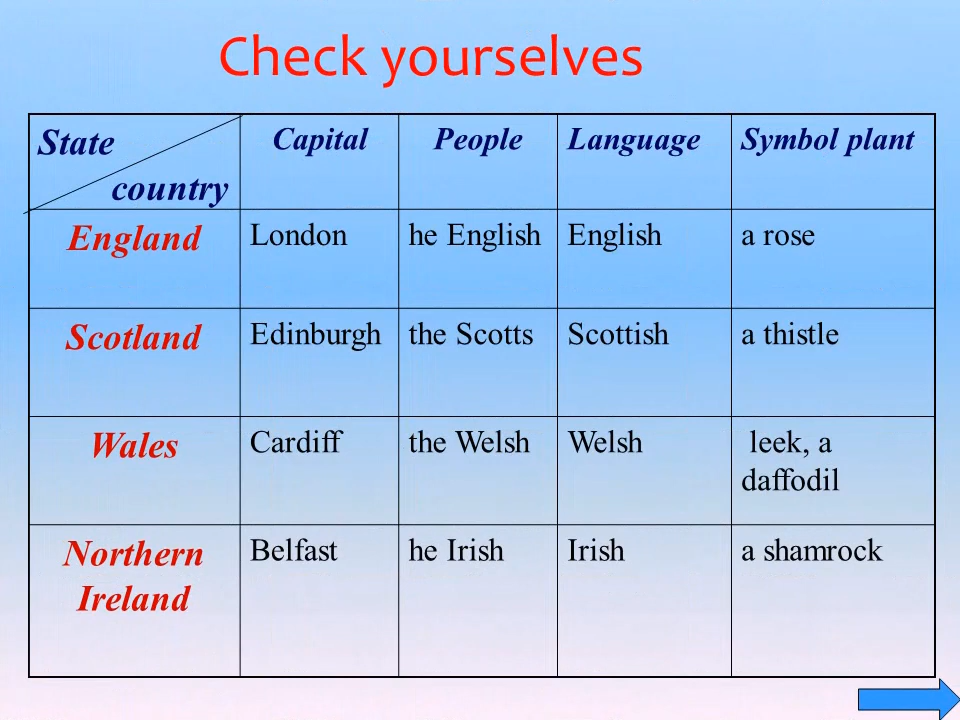 Check yourselves
State
country
Capital
People
Language
Symbol plant
England
London
he English
English
a rose
Scotland
Edinburgh
the Scotts
Scottish
a thistle
Wales
Cardiff
the Welsh
Welsh
leek, a
daffodil
Northern
Ireland
Belfast
he Irish
Irish
a shamrock